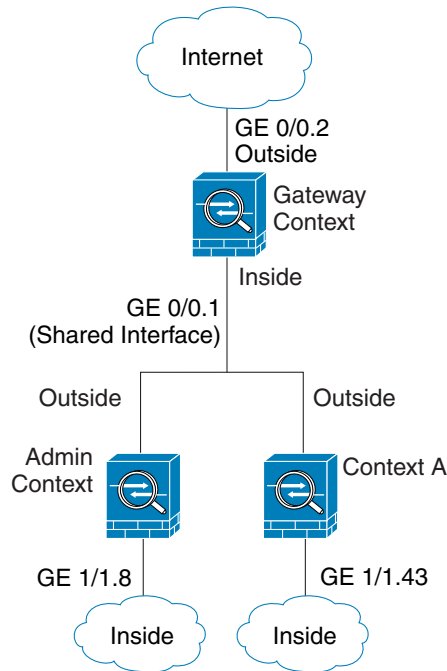 Internet
GE 0/0.2
Outside
Gateway
Context
Inside
GE 0/0.1
(Shared Interface)
Outside
Outside
Admin
Context
Context A
GE 1/1.8
GE 1/1.43
Inside
Inside